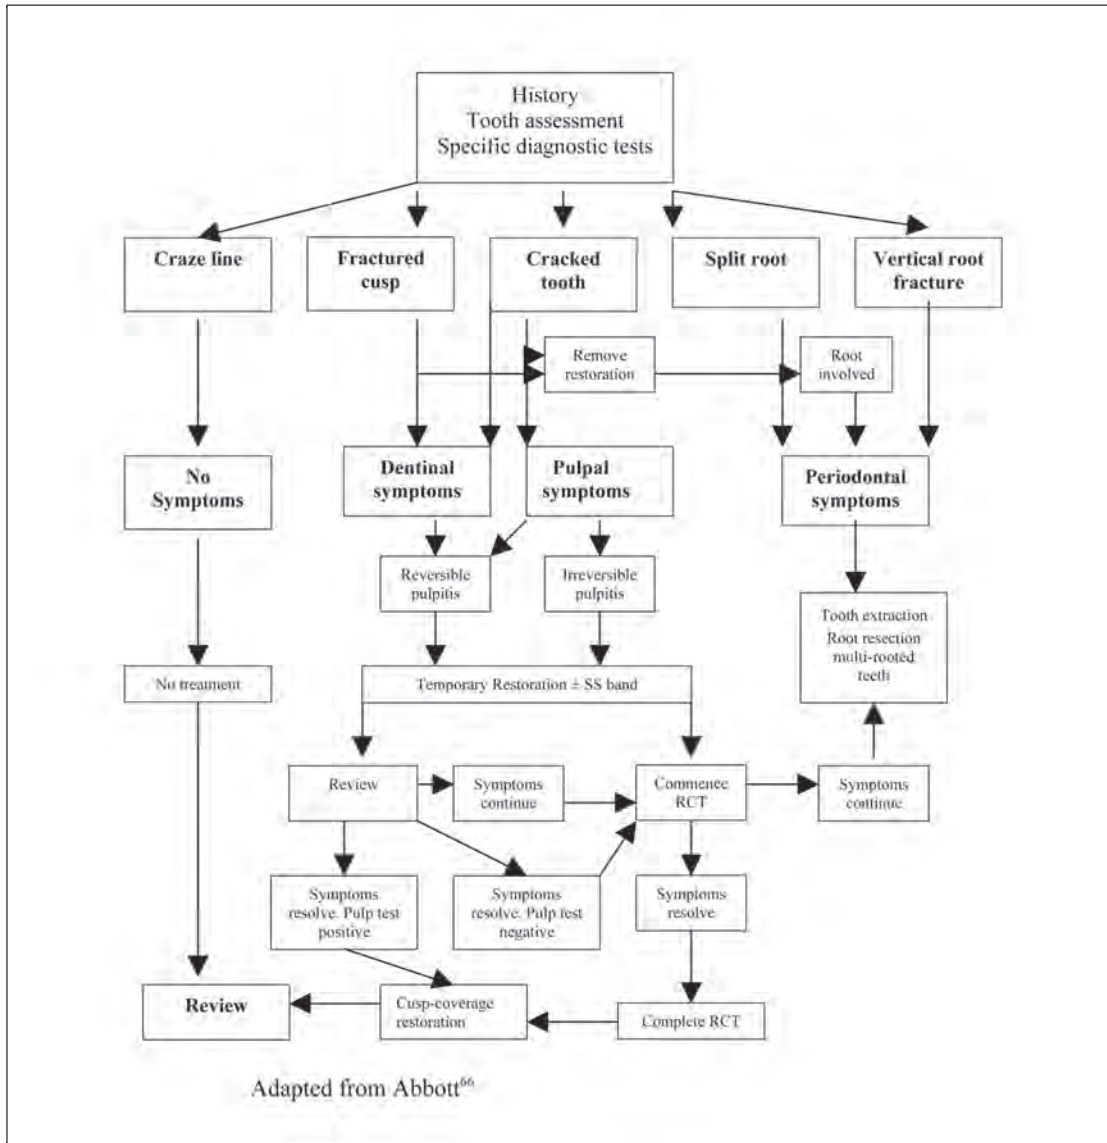 History
Tooth assessment
Specific diagnostic tests
Craze line
Fractured
cusp
Cracked
tooth
Split root
Vertical root
fracture
Remove
restoration
Root
involved
No
Symptoms
Dentinal
symptoms
Pulpal
symptoms
Periodontal
symptoms
Reversible
pulpitis
Irreversible
pulpitis
Tooth extraction
Root resection
multi-rooted
teeth
No treatment
Temporary Restoration ± SS band
Review
Symptoms
continue
Commence
RCT
Symptoms
continue
Symptoms
resolve. Pulp test
positive
Symptoms
resolve. Pulp test
negative
Symptoms
resolve
Review
Cusp-coverage
restoration
Complete RCT
Adapted from Abbott66